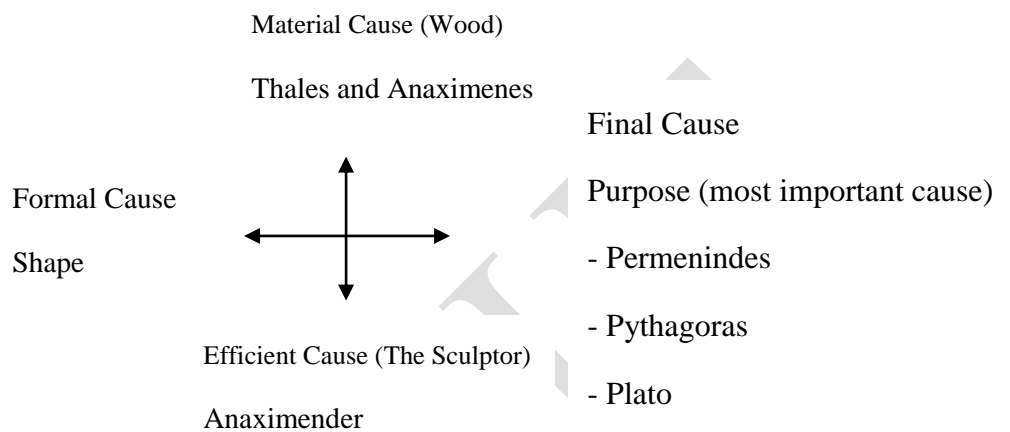 Material Cause (Wood)
Thales and Anaximenes
Formal Cause
Shape
Efficient Cause (The Sculptor)
Anaximender
Final Cause
Purpose (most important cause)
- Permenindes
- Pythagoras
- Plato